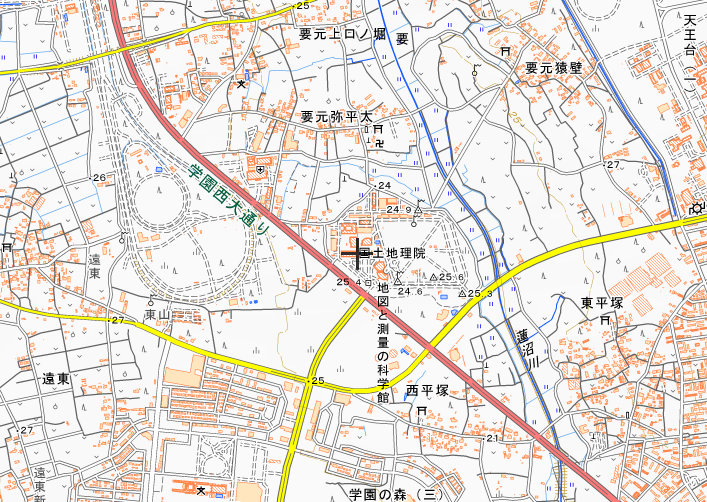 25
要元上口ノ堀
要
天王台（一）
要元猿壁
要元弥平太
25
27
24
26
24.9
学園西大通り
国土地理院
遠東
25.4
25.6
24.6
25.3
地図と測量の科学館
東平塚
東山
27
蓮沼川
遠東
25
西平塚
27
21
遠東新
学園の森（三）